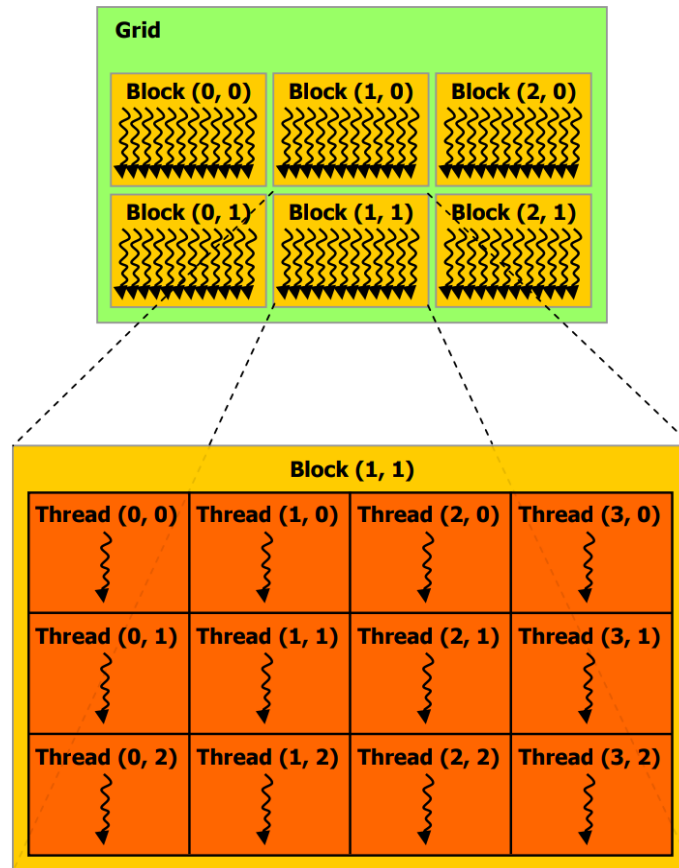 Grid
Block (0, 0) Block (1, 0) Block (2, 0)
Block (0, 1) Block (1, 1) Block (2, 1)
Block (1, 1)
Thread (0, 0) Thread (1, 0) Thread (2, 0) Thread (3, 0)
Thread (0, 1) Thread (1, 1) Thread (2, 1) Thread (3, 1)
Thread (0, 2) Thread (1, 2) Thread (2, 2) Thread (3, 2)